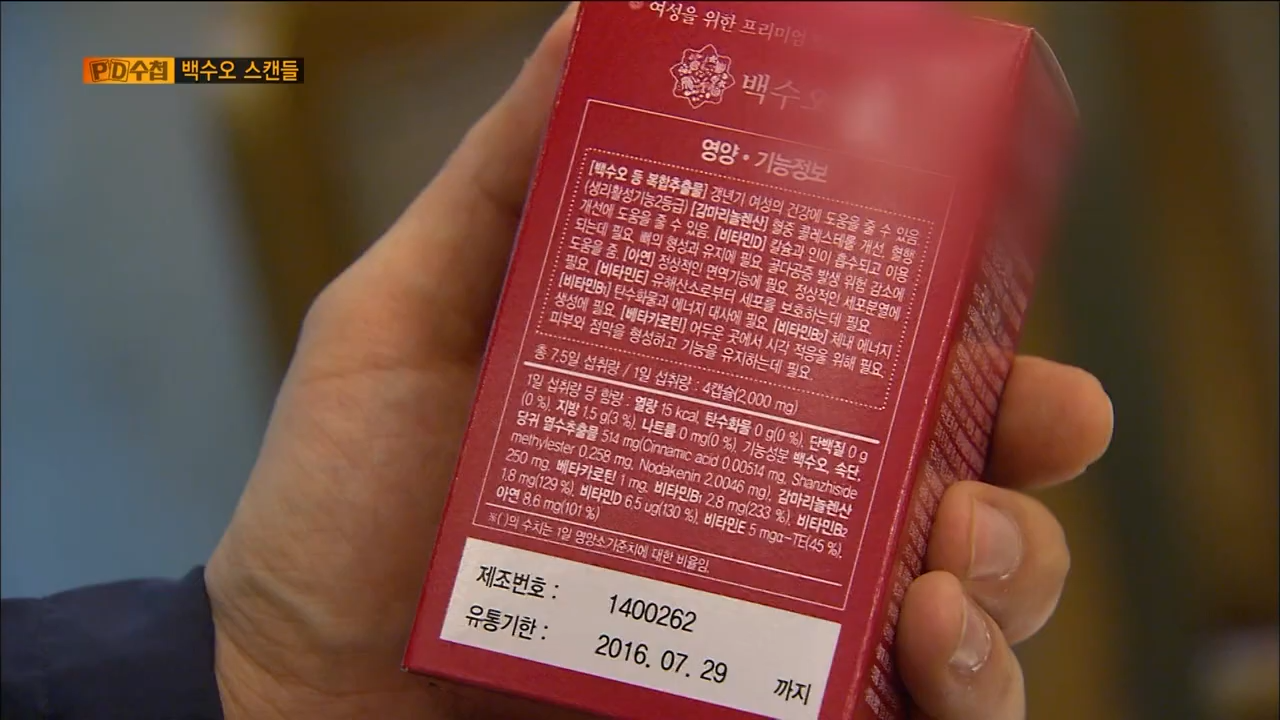 PD수첩 백수오 스캔들
여성을 위한 프리미엄
백수오
영양·기능정보
[백수오 등 복합추출물] 갱년기 여성의 건강에 도움을 줄 수 있음
(생리활성기능2등급) [감마리놀렌산] 혈중 콜레스테롤 개선, 혈행
개선에 도움을 줄 수 있음. [비타민D] 칼슘과 인이 흡수되고 이용
되는데 필요, 뼈의 형성과 유지에 필요, 골다공증 발생 위험 감소에
도움을 줌, [아연] 정상적인 면역기능에 필요, 정상적인 세포분열에
필요, [비타민E] 유해산소로부터 세포를 보호하는데 필요,
[비타민B₁] 탄수화물과 에너지 대사에 필요, [비타민B₂] 체내 에너지
생성에 필요, [베타카로틴] 어두운 곳에서 시각 적응을 위해 필요,
피부와 점막을 형성하고 기능을 유지하는데 필요.
총 7.5일 섭취량 / 1일 섭취량 : 4캡슐(2,000 mg)
1일 섭취량 당 함량 : 열량 15 kcal, 탄수화물 0 g(0 %), 단백질 0 g
(0 %), 지방 1.5 g(3 %), 나트륨 0 mg(0 %), 기능성분 백수오, 속단,
당귀 열수추출물 514 mg(Cinnamic acid 0.00514 mg, Shanzhiside
methylester 0.258 mg, Nodakenin 2.0046 mg), 감마리놀렌산
250 mg, 베타카로틴 1 mg, 비타민B₁ 2.8 mg(233 %), 비타민B₂
1.8 mg(129 %), 비타민D 6.5 ug(130 %), 비타민E 5 mgα-TE(45 %),
아연 8.6 mg(101 %)
※( )의 수치는 1일 영양소기준치에 대한 비율임.
제조번호 : 1400262
유통기한 : 2016. 07. 29 까지